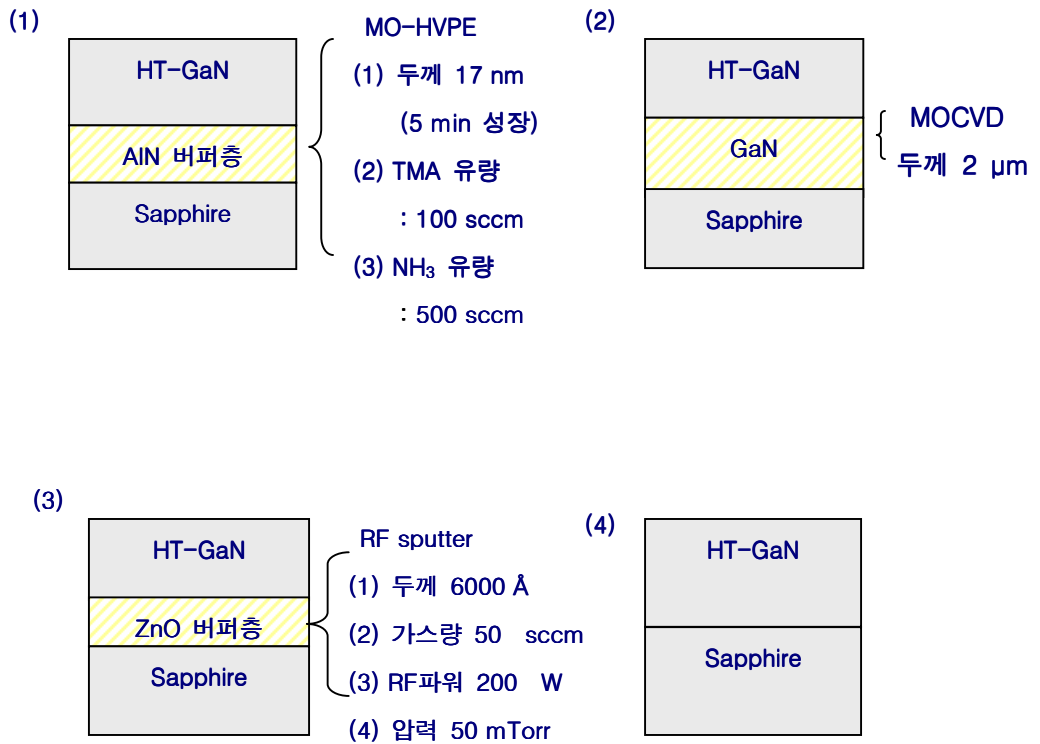 (1)
HT-GaN
AlN 버퍼층
Sapphire
MO-HVPE
(1) 두께 17 nm
(5 min 성장)
(2) TMA 유량
: 100 sccm
(3) NH₃ 유량
: 500 sccm
(2)
HT-GaN
GaN
Sapphire
MOCVD
두께 2 μm
(3)
HT-GaN
ZnO 버퍼층
Sapphire
RF sputter
(1) 두께 6000 Å
(2) 가스량 50 sccm
(3) RF파워 200 W
(4) 압력 50 mTorr
(4)
HT-GaN
Sapphire